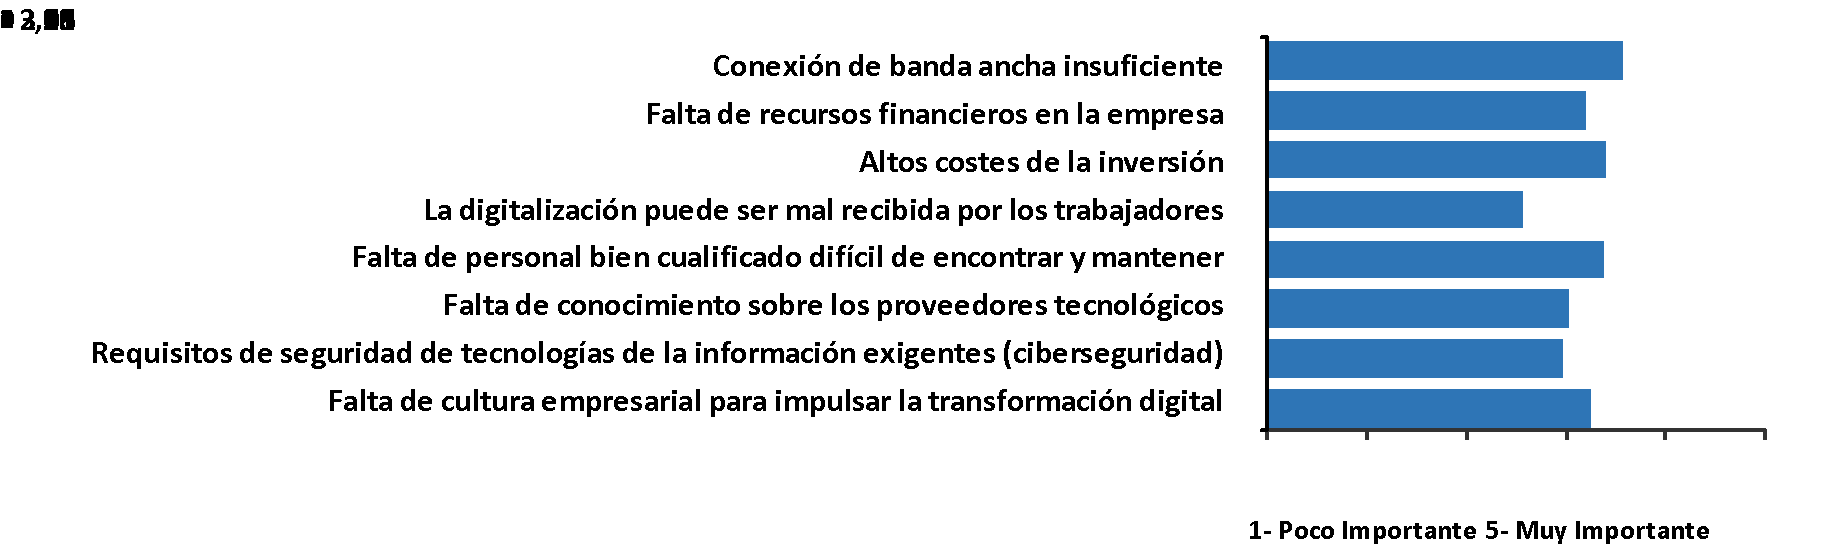 Conexión de banda ancha insuficiente
Falta de recursos financieros en la empresa
Altos costes de la inversión
La digitalización puede ser mal recibida por los trabajadores
Falta de personal bien cualificado difícil de encontrar y mantener
Falta de conocimiento sobre los proveedores tecnológicos
Requisitos de seguridad de tecnologías de la información exigentes (ciberseguridad)
Falta de cultura empresarial para impulsar la transformación digital
1- Poco Importante 5- Muy Importante